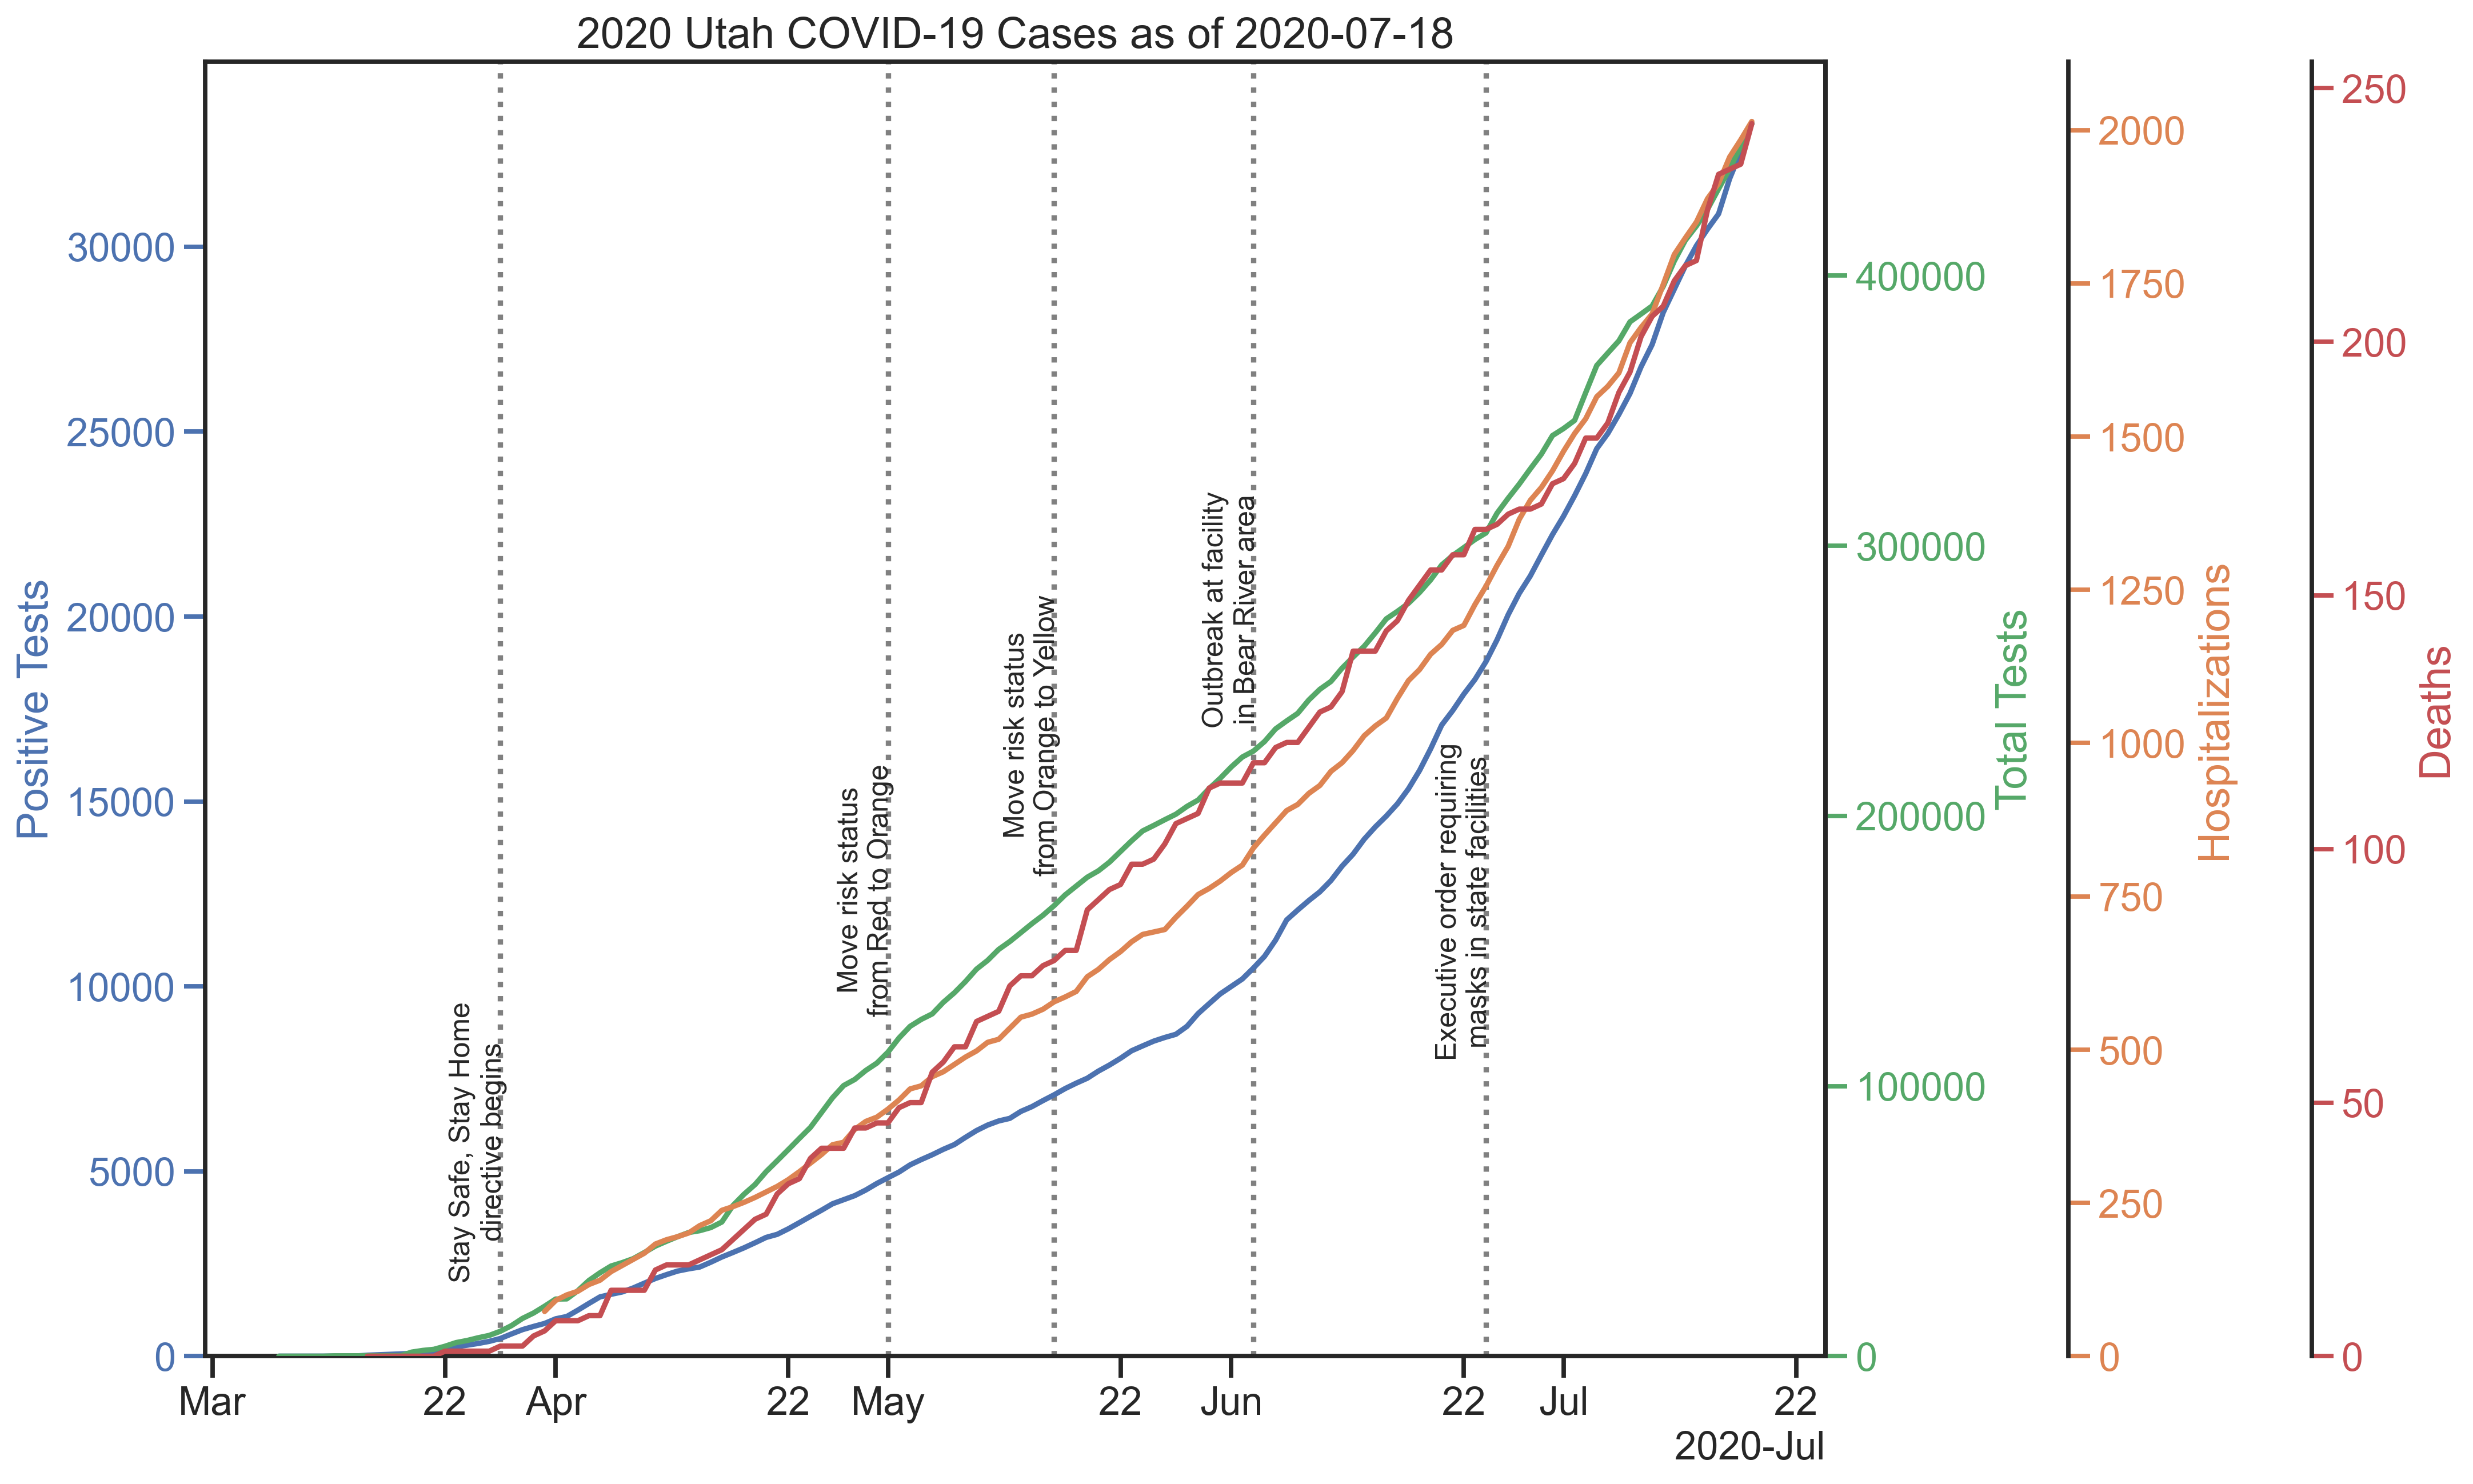 2020 Utah COVID-19 Cases as of 2020-07-18
Positive Tests
30000
25000
20000
15000
10000
5000
0
Stay Safe, Stay Home
directive begins
Move risk status
from Red to Orange
Move risk status
from Orange to Yellow
Outbreak at facility
in Bear River area
Executive order requiring
masks in state facilities
400000
300000
200000
100000
0
Total Tests
2000
1750
1500
1250
1000
750
500
250
0
Hospitalizations
250
200
150
100
50
0
Deaths
Mar 22 Apr 22 May 22 Jun 22 Jul 22
2020-Jul